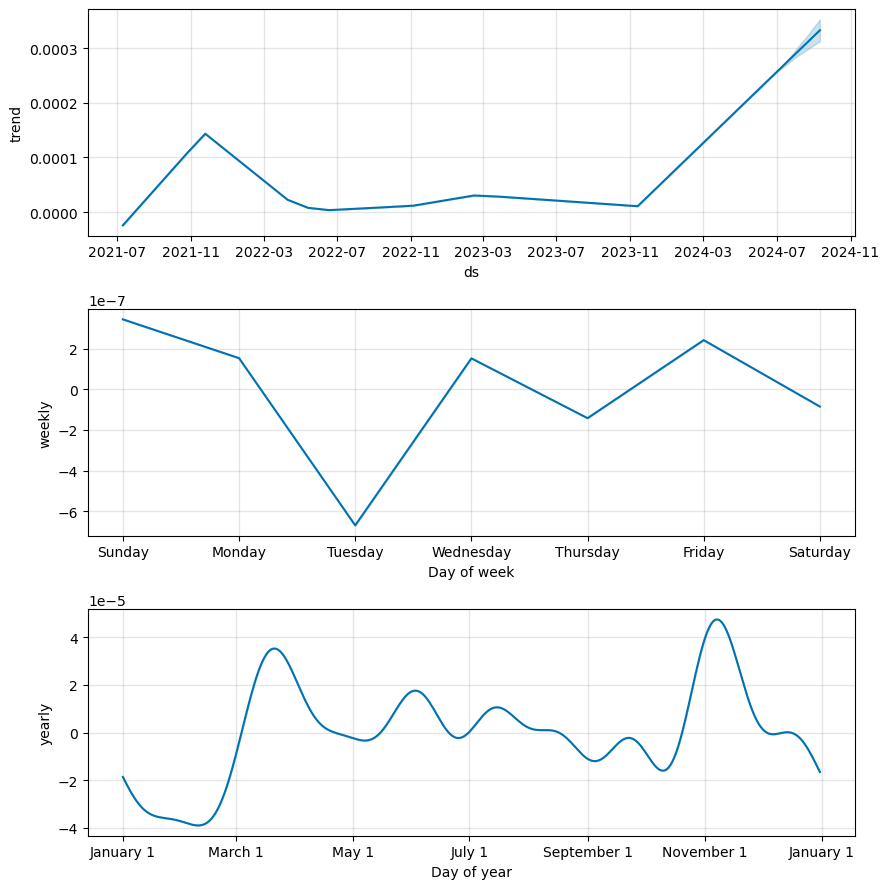 0.0003
0.0002
0.0001
0.0000
trend
2021-07 2021-11 2022-03 2022-07 2022-11 2023-03 2023-07 2023-11 2024-03 2024-07 2024-11
ds
1e−7
2
0
−2
−4
−6
weekly
Sunday Monday Tuesday Wednesday Thursday Friday Saturday
Day of week
1e−5
4
2
0
−2
−4
yearly
January 1 March 1 May 1 July 1 September 1 November 1 January 1
Day of year